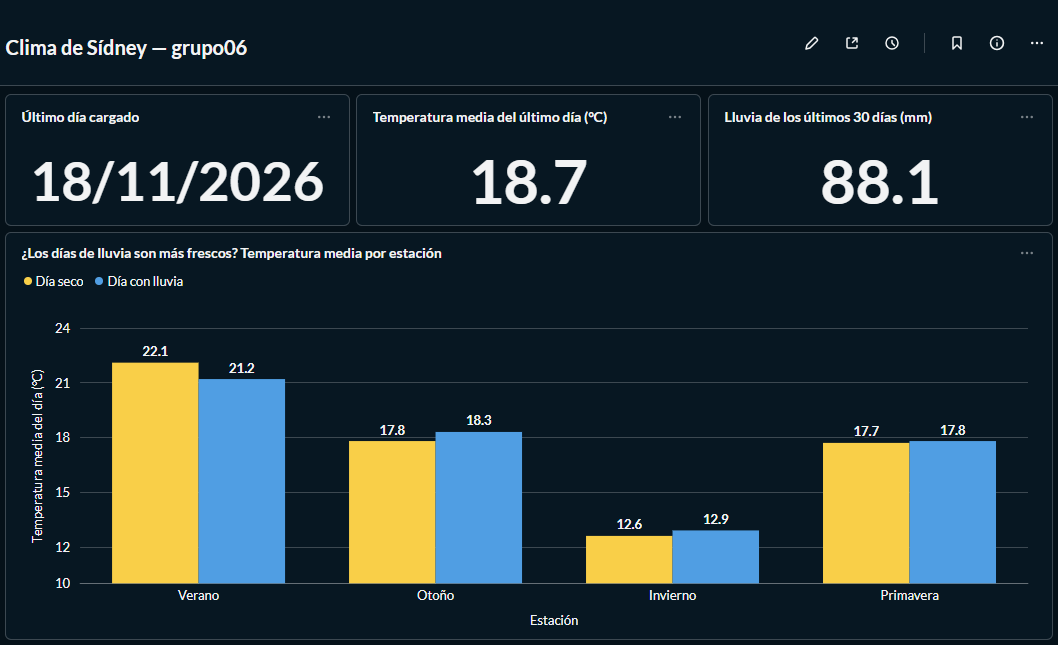 Clima de Sídney — grupo06
Último día cargado
18/11/2026
Temperatura media del último día (°C)
18.7
Lluvia de los últimos 30 días (mm)
88.1
¿Los días de lluvia son más frescos? Temperatura media por estación
Día seco
Día con lluvia
Temperatura media del día (°C)
24
21
18
15
12
10
22.1
21.2
17.8
18.3
12.6
12.9
17.7
17.8
Verano
Otoño
Invierno
Primavera
Estación